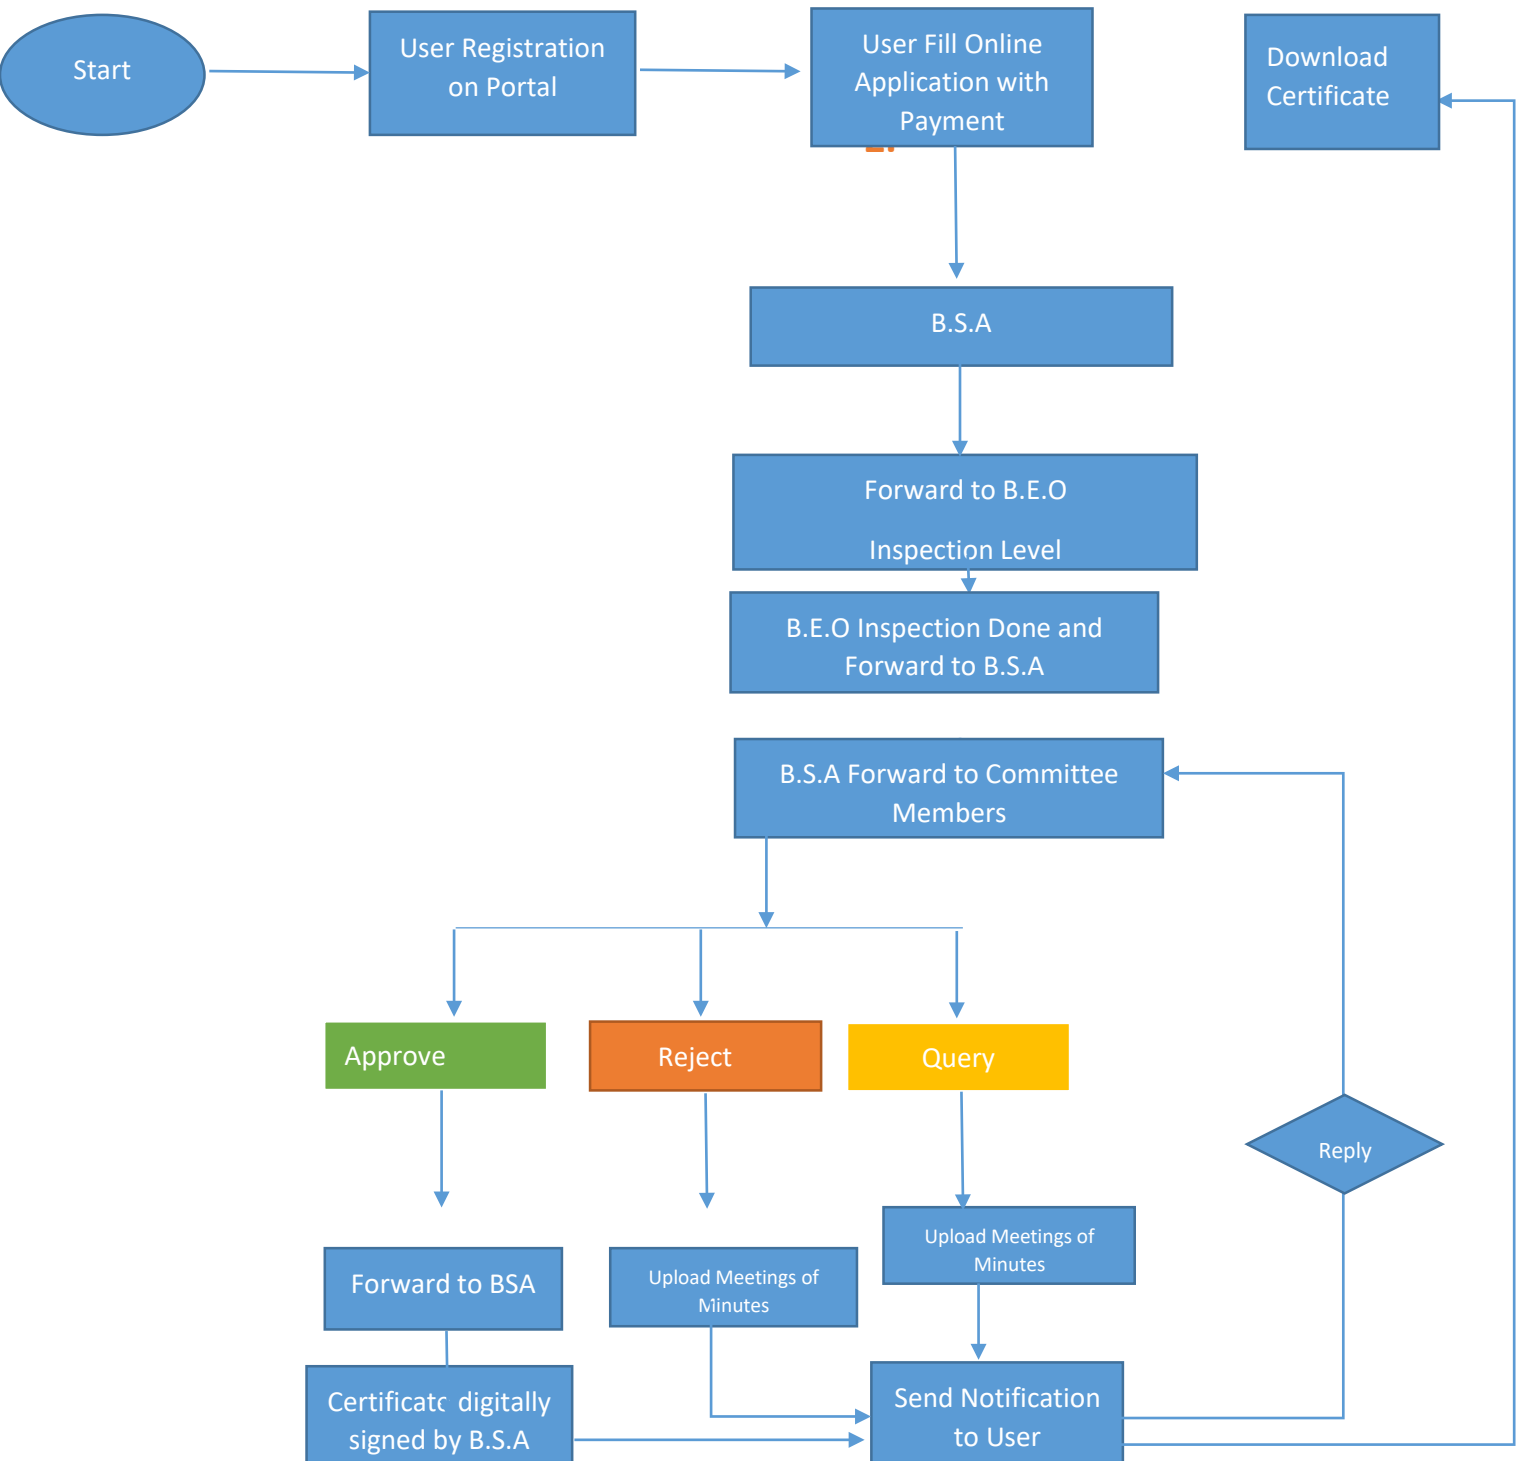 Start
User Registration
on Portal
User Fill Online
Application with
Payment
Download
Certificate
B.S.A
Forward to B.E.O
Inspection Level
B.E.O Inspection Done and
Forward to B.S.A
B.S.A Forward to Committee
Members
Approve
Reject
Query
Reply
Forward to BSA
Upload Meetings of
Minutes
Upload Meetings of
Minutes
Certificate digitally
signed by B.S.A
Send Notification
to User